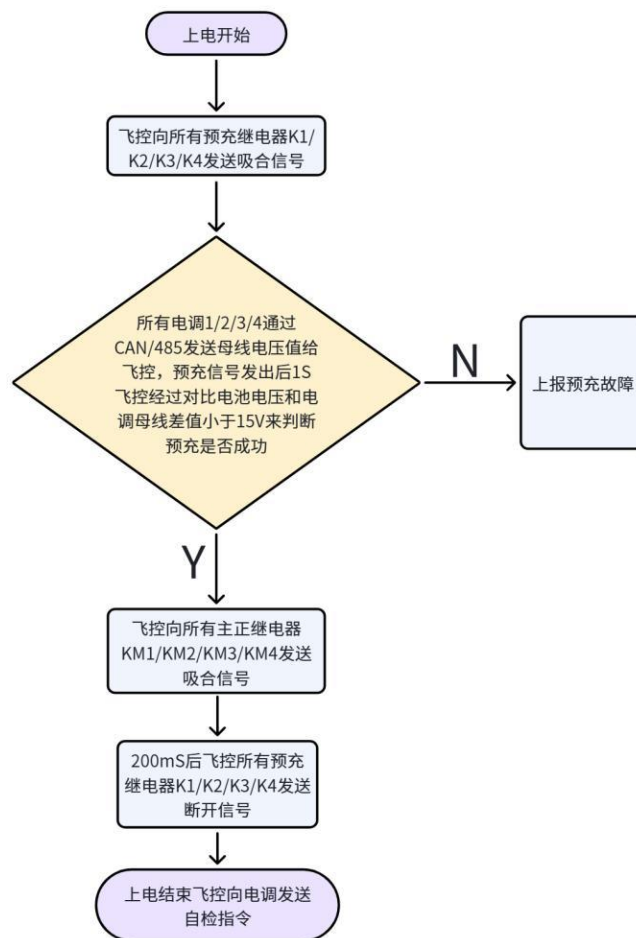 上电开始
飞控向所有预充继电器K1/
K2/K3/K4发送吸合信号
所有电调1/2/3/4通过
CAN/485发送母线电压值给
飞控，预充信号发出后1S
飞控经过对比电池电压和电
调母线差值小于15V来判断
预充是否成功
N
上报预充故障
Y
飞控向所有主正继电器
KM1/KM2/KM3/KM4发送
吸合信号
200mS后飞控所有预充
继电器K1/K2/K3/K4发送
断开信号
上电结束飞控向电调发送
自检指令